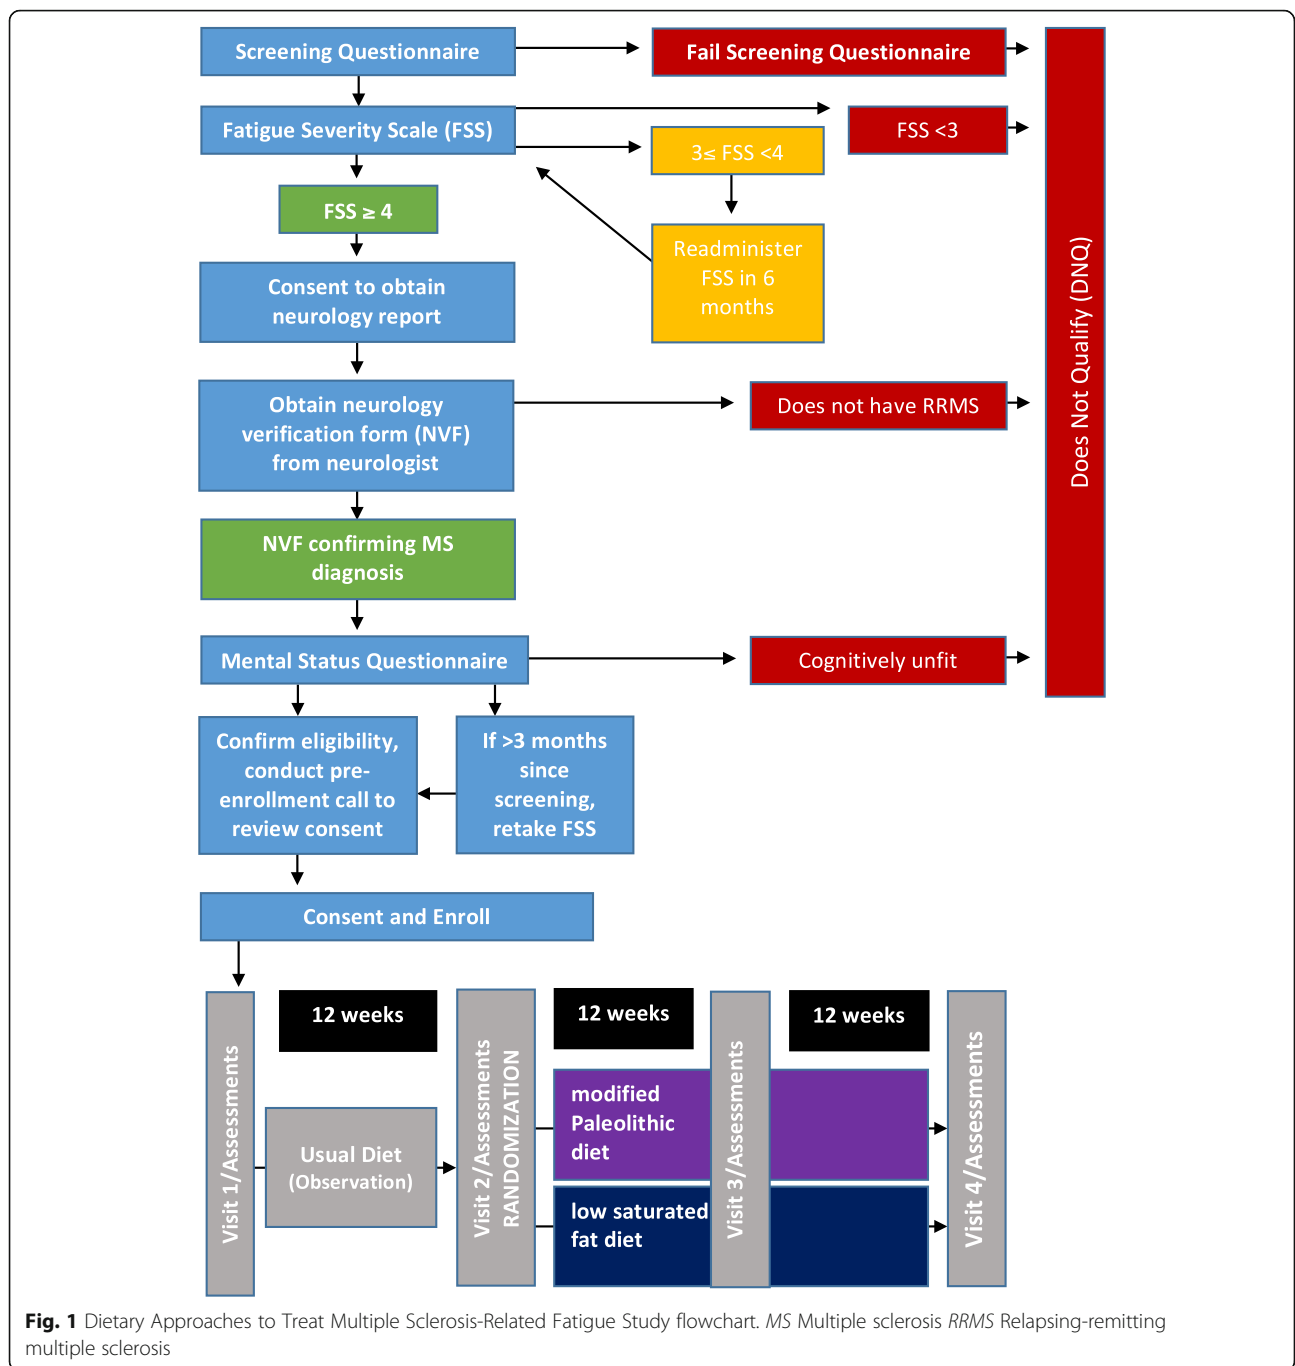 Screening Questionnaire
Fail Screening Questionnaire
Does Not Qualify (DNQ)
Fatigue Severity Scale (FSS)
FSS <3
3≤ FSS <4
FSS ≥ 4
Readminister
FSS in 6
months
Consent to obtain
neurology report
Obtain neurology
verification form (NVF)
from neurologist
Does not have RRMS
NVF confirming MS
diagnosis
Mental Status Questionnaire
Cognitively unfit
Confirm eligibility,
conduct pre-
enrollment call to
review consent
If >3 months
since
screening,
retake FSS
Consent and Enroll
Visit 1/Assessments
12 weeks
Usual Diet
(Observation)
Visit 2/Assessments
RANDOMIZATION
12 weeks
modified
Paleolithic
diet
low saturated
fat diet
Visit 3/Assessments
12 weeks
Visit 4/Assessments
Fig. 1 Dietary Approaches to Treat Multiple Sclerosis-Related Fatigue Study flowchart. MS Multiple sclerosis RRMS Relapsing-remitting
multiple sclerosis